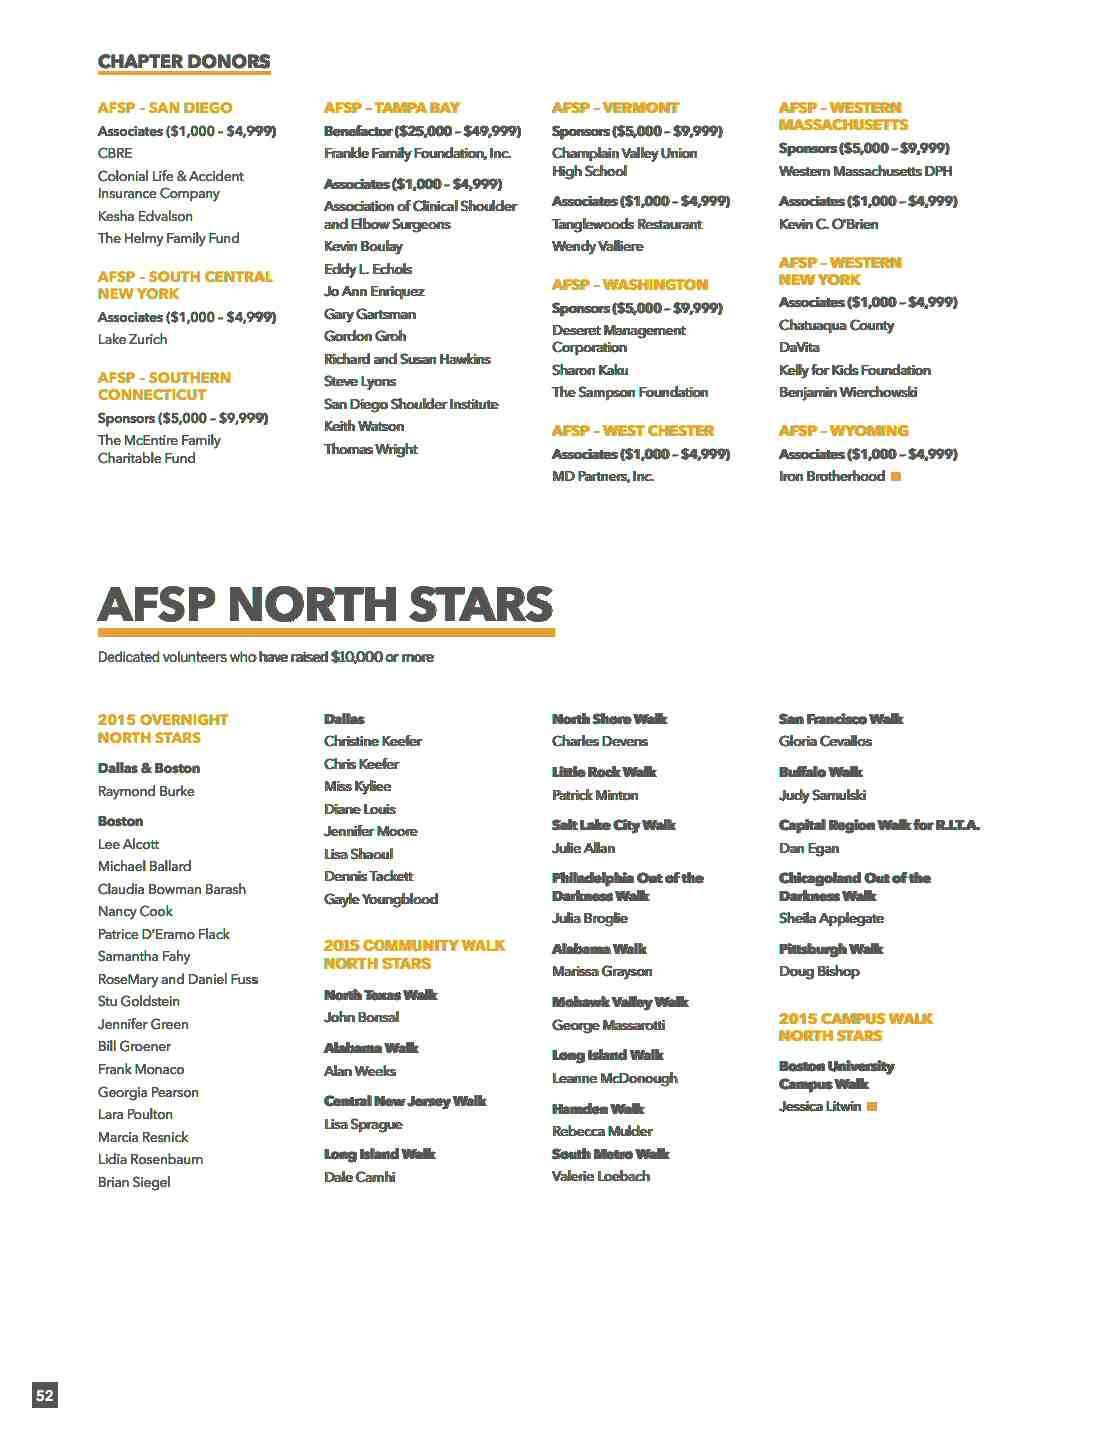 CHAPTER DONORS
AFSP – SAN DIEGO
Associates ($1,000 – $4,999)
CBRE
Colonial Life & Accident
Insurance Company
Kesha Edvalson
The Helmy Family Fund
AFSP – SOUTH CENTRAL
NEW YORK
Associates ($1,000 – $4,999)
Lake Zurich
AFSP – SOUTHERN
CONNECTICUT
Sponsors ($5,000 – $9,999)
The McEntire Family
Charitable Fund
AFSP – TAMPA BAY
Benefactor ($25,000 – $49,999)
Frankle Family Foundation, Inc.
Associates ($1,000 – $4,999)
Association of Clinical Shoulder
and Elbow Surgeons
Kevin Boulay
Eddy L. Echols
Jo Ann Enriquez
Gary Gartsman
Gordon Groh
Richard and Susan Hawkins
Steve Lyons
San Diego Shoulder Institute
Keith Watson
Thomas Wright
AFSP – VERMONT
Sponsors ($5,000 – $9,999)
Champlain Valley Union
High School
Associates ($1,000 – $4,999)
Tanglewoods Restaurant
Wendy Valliere
AFSP – WASHINGTON
Sponsors ($5,000 – $9,999)
Deseret Management
Corporation
Sharon Kaku
The Sampson Foundation
AFSP – WEST CHESTER
Associates ($1,000 – $4,999)
MD Partners, Inc.
AFSP – WESTERN
MASSACHUSETTS
Sponsors ($5,000 – $9,999)
Western Massachusetts DPH
Associates ($1,000 – $4,999)
Kevin C. O'Brien
AFSP – WESTERN
NEW YORK
Associates ($1,000 – $4,999)
Chatuaqua County
DaVita
Kelly for Kids Foundation
Benjamin Wierchowski
AFSP – WYOMING
Associates ($1,000 – $4,999)
Iron Brotherhood
AFSP NORTH STARS
Dedicated volunteers who have raised $10,000 or more
2015 OVERNIGHT
NORTH STARS
Dallas & Boston
Raymond Burke
Boston
Lee Alcott
Michael Ballard
Claudia Bowman Barash
Nancy Cook
Patrice D'Eramo Flack
Samantha Fahy
RoseMary and Daniel Fuss
Stu Goldstein
Jennifer Green
Bill Groener
Frank Monaco
Georgia Pearson
Lara Poulton
Marcia Resnick
Lidia Rosenbaum
Brian Siegel
Dallas
Christine Keefer
Chris Keefer
Miss Kyliee
Diane Louis
Jennifer Moore
Lisa Shaoul
Dennis Tackett
Gayle Youngblood
2015 COMMUNITY WALK
NORTH STARS
North Texas Walk
John Bonsal
Alabama Walk
Alan Weeks
Central New Jersey Walk
Lisa Sprague
Long Island Walk
Dale Camhi
North Shore Walk
Charles Devens
Little Rock Walk
Patrick Minton
Salt Lake City Walk
Julie Allan
Philadelphia Out of the
Darkness Walk
Julia Broglie
Alabama Walk
Marissa Grayson
Mohawk Valley Walk
George Massarotti
Long Island Walk
Leanne McDonough
Hamden Walk
Rebecca Mulder
South Metro Walk
Valerie Loebach
San Francisco Walk
Gloria Cevallos
Buffalo Walk
Judy Samulski
Capital Region Walk for R.I.T.A.
Dan Egan
Chicagoland Out of the
Darkness Walk
Sheila Applegate
Pittsburgh Walk
Doug Bishop
2015 CAMPUS WALK
NORTH STARS
Boston University
Campus Walk
Jessica Litwin
52